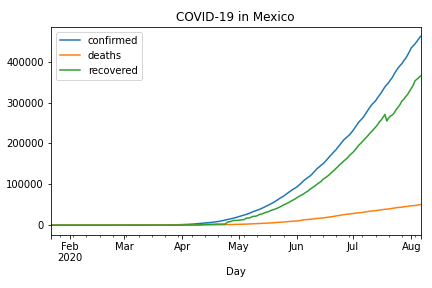 COVID-19 in Mexico
confirmed
deaths
recovered
400000
300000
200000
100000
0
Feb Mar Apr May Jun Jul Aug
2020
Day